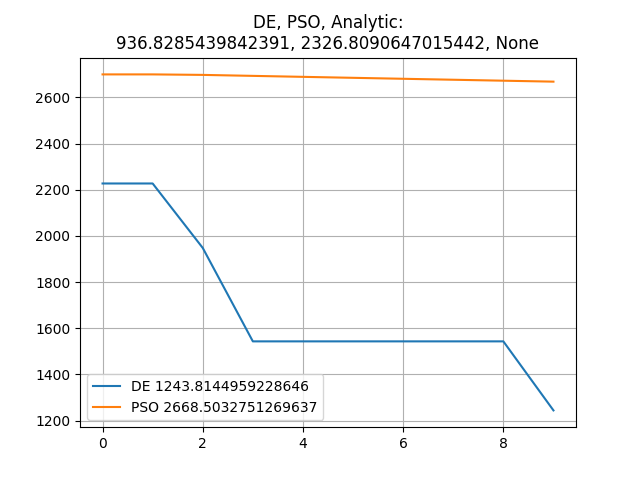 DE, PSO, Analytic:
936.8285439842391, 2326.8090647015442, None
2600
2400
2200
2000
1800
1600
1400
1200
DE 1243.8144959228646
PSO 2668.5032751269637
0 2 4 6 8